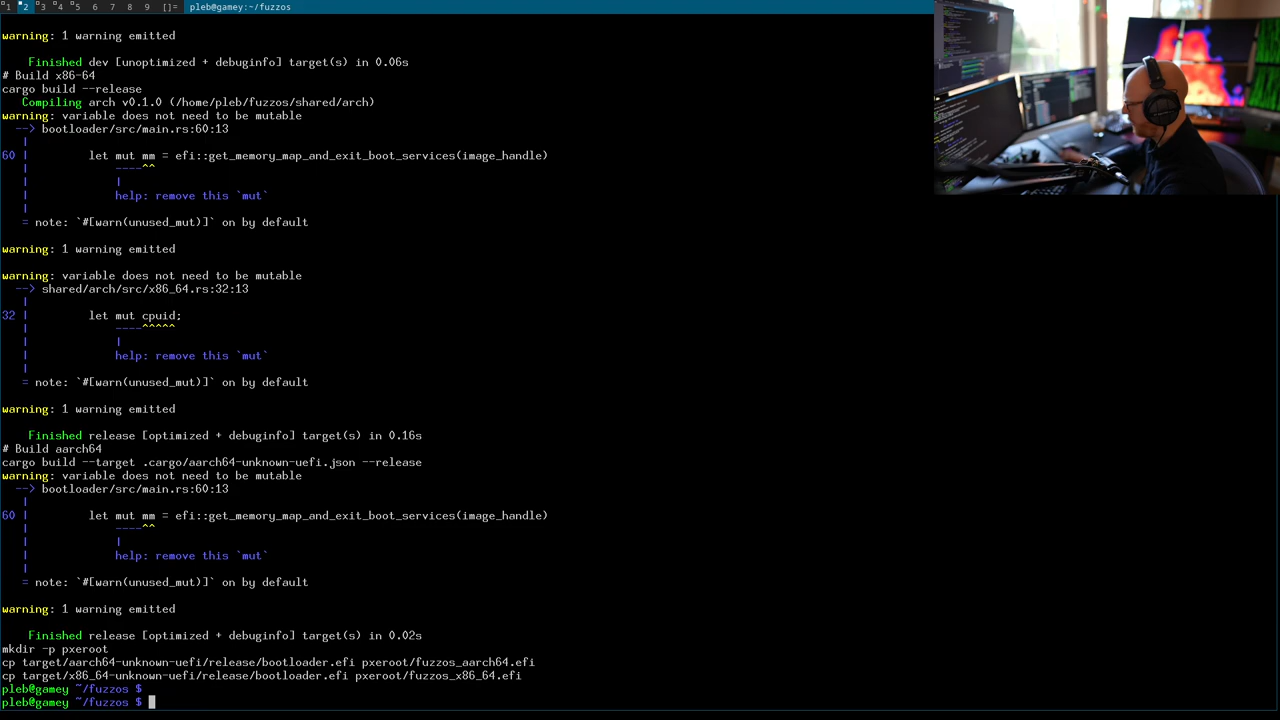 1 2 3 4 5 6 7 8 9 []= pleb@gamey:~/fuzzos
warning: 1 warning emitted
Finished dev [unoptimized + debuginfo] target(s) in 0.06s
# Build x86-64
cargo build --release
Compiling arch v0.1.0 (/home/pleb/fuzzos/shared/arch)
warning: variable does not need to be mutable
--> bootloader/src/main.rs:60:13
|
60 | let mut mm = efi::get_memory_map_and_exit_boot_services(image_handle)
| ----^^
| |
| help: remove this `mut`
|
= note: `#[warn(unused_mut)]` on by default
warning: 1 warning emitted
warning: variable does not need to be mutable
--> shared/arch/src/x86_64.rs:32:13
|
32 | let mut cpuid;
| ----^^^^^
| |
| help: remove this `mut`
|
= note: `#[warn(unused_mut)]` on by default
warning: 1 warning emitted
Finished release [optimized + debuginfo] target(s) in 0.16s
# Build aarch64
cargo build --target .cargo/aarch64-unknown-uefi.json --release
warning: variable does not need to be mutable
--> bootloader/src/main.rs:60:13
|
60 | let mut mm = efi::get_memory_map_and_exit_boot_services(image_handle)
| ----^^
| |
| help: remove this `mut`
|
= note: `#[warn(unused_mut)]` on by default
warning: 1 warning emitted
Finished release [optimized + debuginfo] target(s) in 0.02s
mkdir -p pxeroot
cp target/aarch64-unknown-uefi/release/bootloader.efi pxeroot/fuzzos_aarch64.efi
cp target/x86_64-unknown-uefi/release/bootloader.efi pxeroot/fuzzos_x86_64.efi
pleb@gamey ~/fuzzos $
pleb@gamey ~/fuzzos $